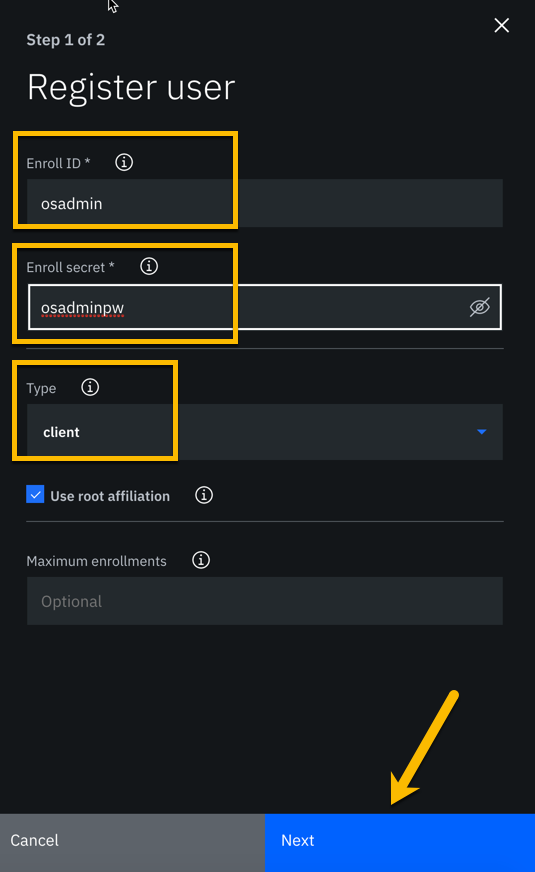 Step 1 of 2
Register user
Enroll ID *
osadmin
Enroll secret *
osadminpw
Type
client
Use root affiliation
Maximum enrollments
Optional
Cancel
Next